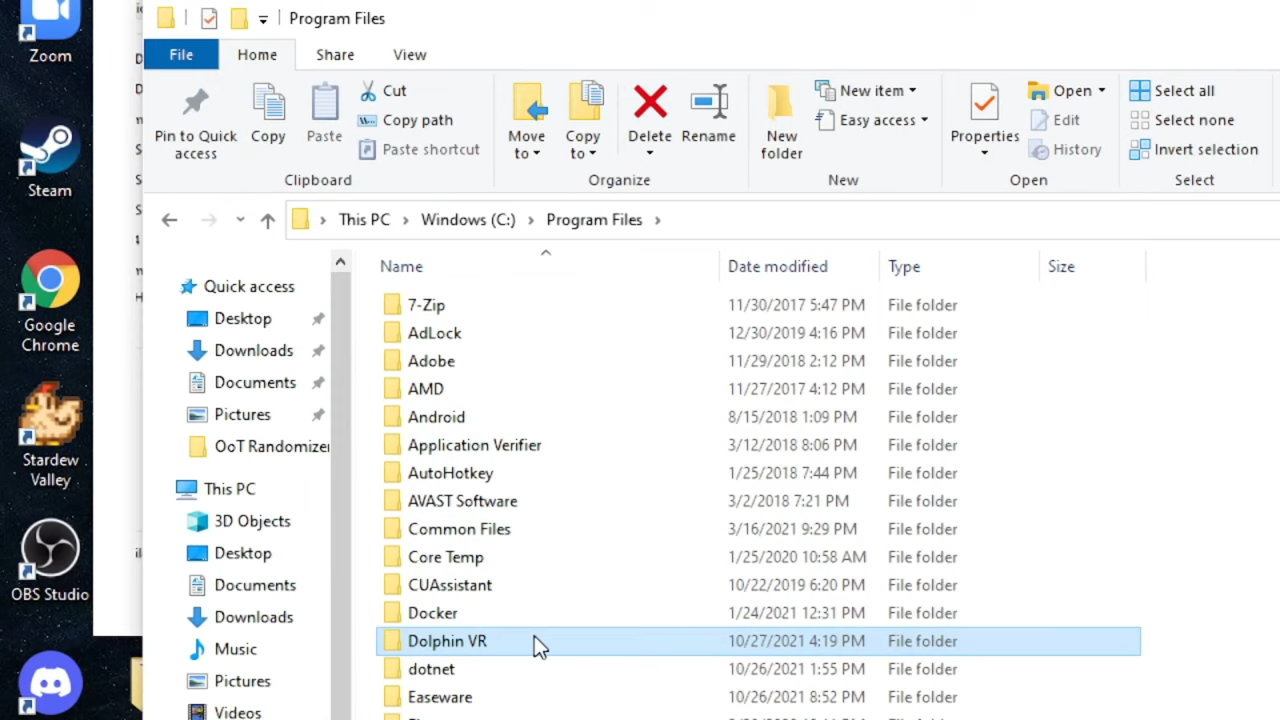 Program Files
File Home Share View
Pin to Quick access
Copy
Paste
Cut
Copy path
Paste shortcut
Clipboard
Move to
Copy to
Delete
Rename
Organize
New folder
New item
Easy access
New
Properties
Open
Edit
History
Open
Select all
Select none
Invert selection
Select
This PC > Windows (C:) > Program Files >
Name Date modified Type Size
7-Zip 11/30/2017 5:47 PM File folder
AdLock 12/30/2019 4:16 PM File folder
Adobe 11/29/2018 2:12 PM File folder
AMD 11/27/2017 4:12 PM File folder
Android 8/15/2018 1:09 PM File folder
Application Verifier 3/12/2018 8:06 PM File folder
AutoHotkey 1/25/2018 7:44 PM File folder
AVAST Software 3/2/2018 7:21 PM File folder
Common Files 3/16/2021 9:29 PM File folder
Core Temp 1/25/2020 10:58 AM File folder
CUAssistant 10/22/2019 6:20 PM File folder
Docker 1/24/2021 12:31 PM File folder
Dolphin VR 10/27/2021 4:19 PM File folder
dotnet 10/26/2021 1:55 PM File folder
Easeware 10/26/2021 8:52 PM File folder
Quick access
Desktop
Downloads
Documents
Pictures
OoT Randomizer
This PC
3D Objects
Desktop
Documents
Downloads
Music
Pictures
Videos
Zoom
Steam
Google Chrome
Stardew Valley
OBS Studio